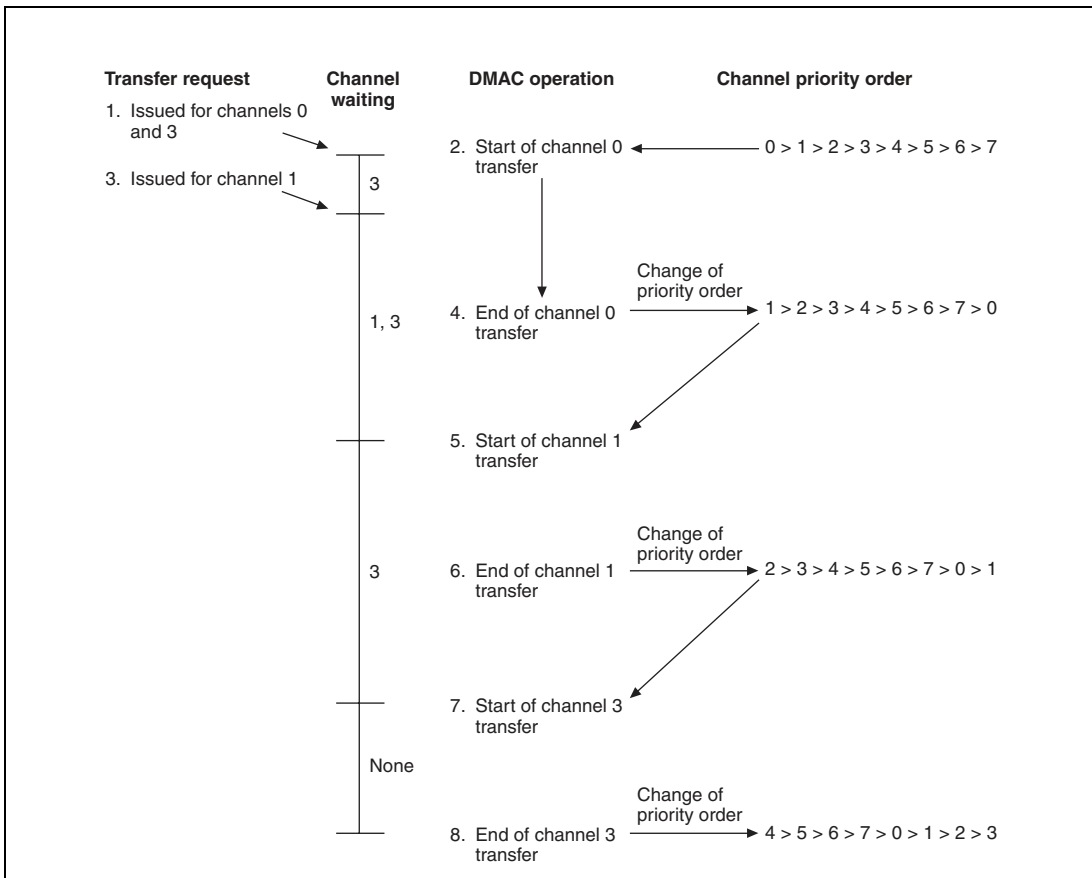 Transfer request
Channel
waiting
DMAC operation
Channel priority order
1. Issued for channels 0
and 3
2. Start of channel 0
transfer
0 > 1 > 2 > 3 > 4 > 5 > 6 > 7
3. Issued for channel 1
3
Change of
priority order
4. End of channel 0
transfer
1 > 2 > 3 > 4 > 5 > 6 > 7 > 0
1, 3
5. Start of channel 1
transfer
Change of
priority order
3
6. End of channel 1
transfer
2 > 3 > 4 > 5 > 6 > 7 > 0 > 1
7. Start of channel 3
transfer
None
Change of
priority order
8. End of channel 3
transfer
4 > 5 > 6 > 7 > 0 > 1 > 2 > 3